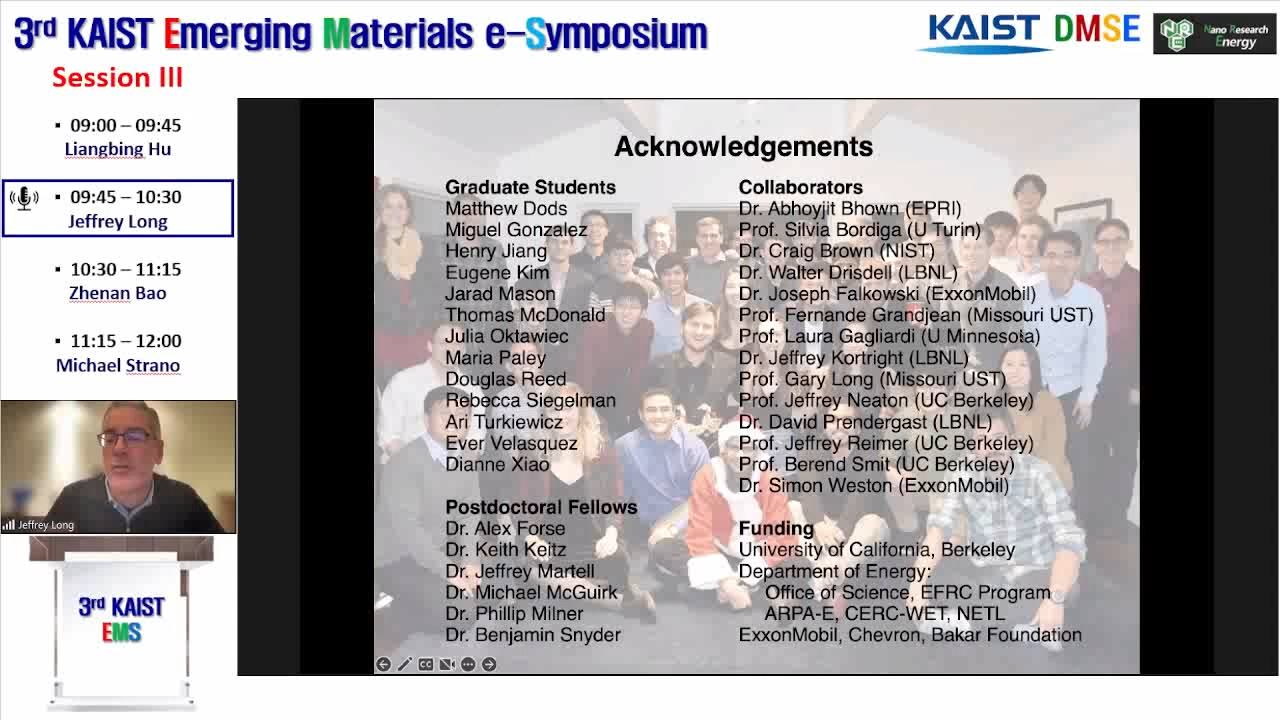 3rd KAIST Emerging Materials e-Symposium
KAIST DMSE
NRE Nano Research Energy
Session III
▪ 09:00 – 09:45
Liangbing Hu
▪ 09:45 – 10:30
Jeffrey Long
▪ 10:30 – 11:15
Zhenan Bao
▪ 11:15 – 12:00
Michael Strano
Jeffrey Long
3rd KAIST
EMS
Acknowledgements
Graduate Students
Matthew Dods
Miguel Gonzalez
Henry Jiang
Eugene Kim
Jarad Mason
Thomas McDonald
Julia Oktawiec
Maria Paley
Douglas Reed
Rebecca Siegelman
Ari Turkiewicz
Ever Velasquez
Dianne Xiao
Postdoctoral Fellows
Dr. Alex Forse
Dr. Keith Keitz
Dr. Jeffrey Martell
Dr. Michael McGuirk
Dr. Phillip Milner
Dr. Benjamin Snyder
Collaborators
Dr. Abhoyjit Bhown (EPRI)
Prof. Silvia Bordiga (U Turin)
Dr. Craig Brown (NIST)
Dr. Walter Drisdell (LBNL)
Dr. Joseph Falkowski (ExxonMobil)
Prof. Fernande Grandjean (Missouri UST)
Prof. Laura Gagliardi (U Minnesota)
Dr. Jeffrey Kortright (LBNL)
Prof. Gary Long (Missouri UST)
Prof. Jeffrey Neaton (UC Berkeley)
Dr. David Prendergast (LBNL)
Prof. Jeffrey Reimer (UC Berkeley)
Prof. Berend Smit (UC Berkeley)
Dr. Simon Weston (ExxonMobil)
Funding
University of California, Berkeley
Department of Energy:
Office of Science, EFRC Program
ARPA-E, CERC-WET, NETL
ExxonMobil, Chevron, Bakar Foundation
CC